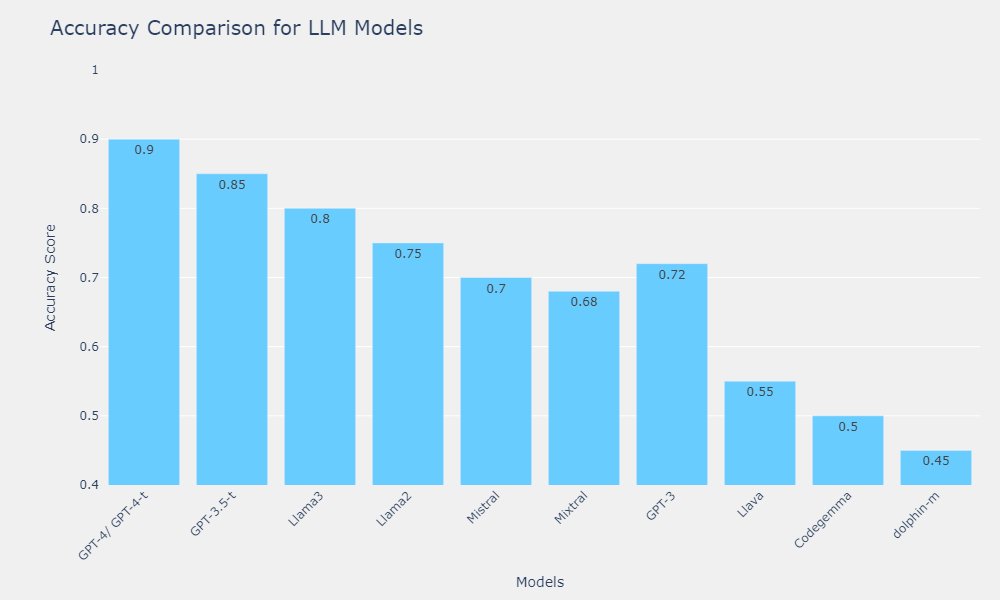 Accuracy Comparison for LLM Models
Accuracy Score
1
0.9
0.8
0.7
0.6
0.5
0.4
0.9
0.85
0.8
0.75
0.7
0.68
0.72
0.55
0.5
0.45
GPT-4/ GPT-4-t
GPT-3.5-t
Llama3
Llama2
Mistral
Mixtral
GPT-3
Llava
Codegemma
dolphin-m
Models